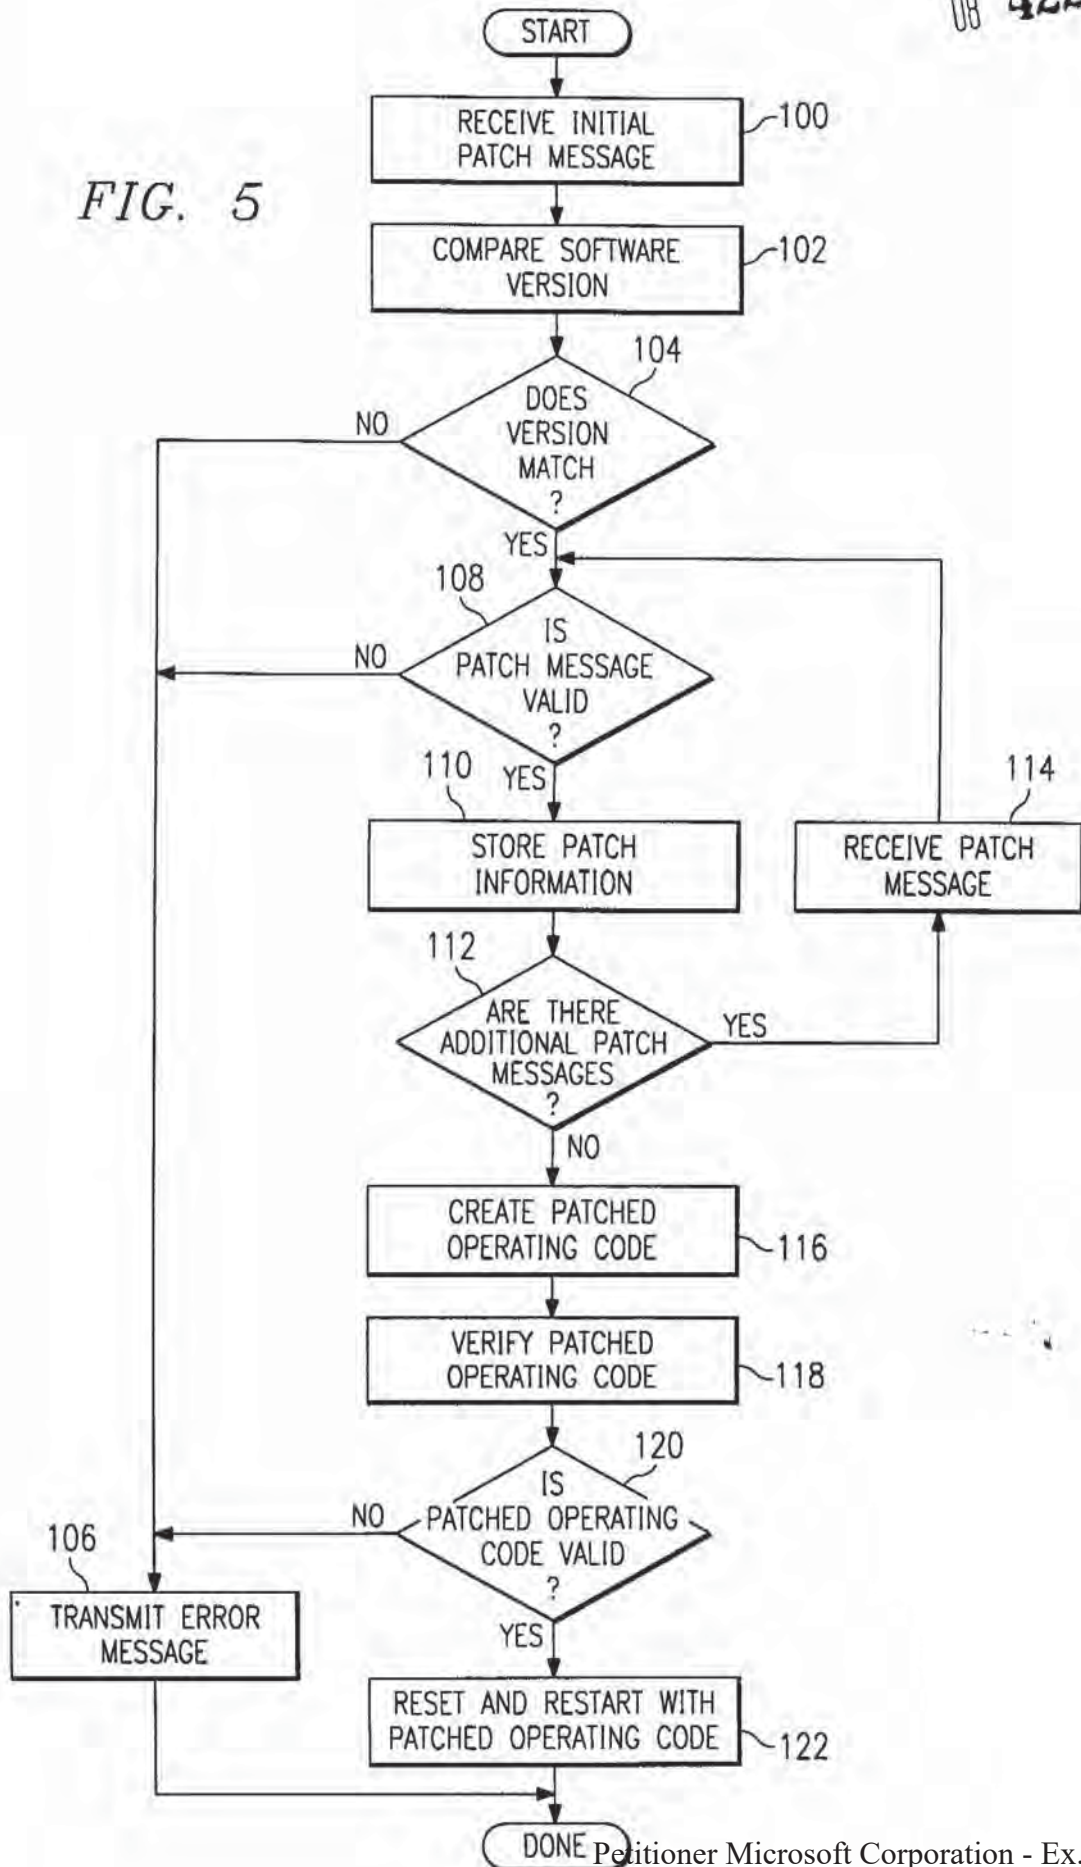 START
08 422
RECEIVE INITIAL
PATCH MESSAGE
100
FIG. 5
COMPARE SOFTWARE
VERSION
102
104
DOES
VERSION
MATCH
?
NO
YES
108
IS
PATCH MESSAGE
VALID
?
NO
YES
110
STORE PATCH
INFORMATION
114
RECEIVE PATCH
MESSAGE
112
ARE THERE
ADDITIONAL PATCH
MESSAGES
?
YES
NO
CREATE PATCHED
OPERATING CODE
116
VERIFY PATCHED
OPERATING CODE
118
120
IS
PATCHED OPERATING
CODE VALID
?
NO
YES
106
TRANSMIT ERROR
MESSAGE
RESET AND RESTART WITH
PATCHED OPERATING CODE
122
DONE
Petitioner Microsoft Corporation - Ex.